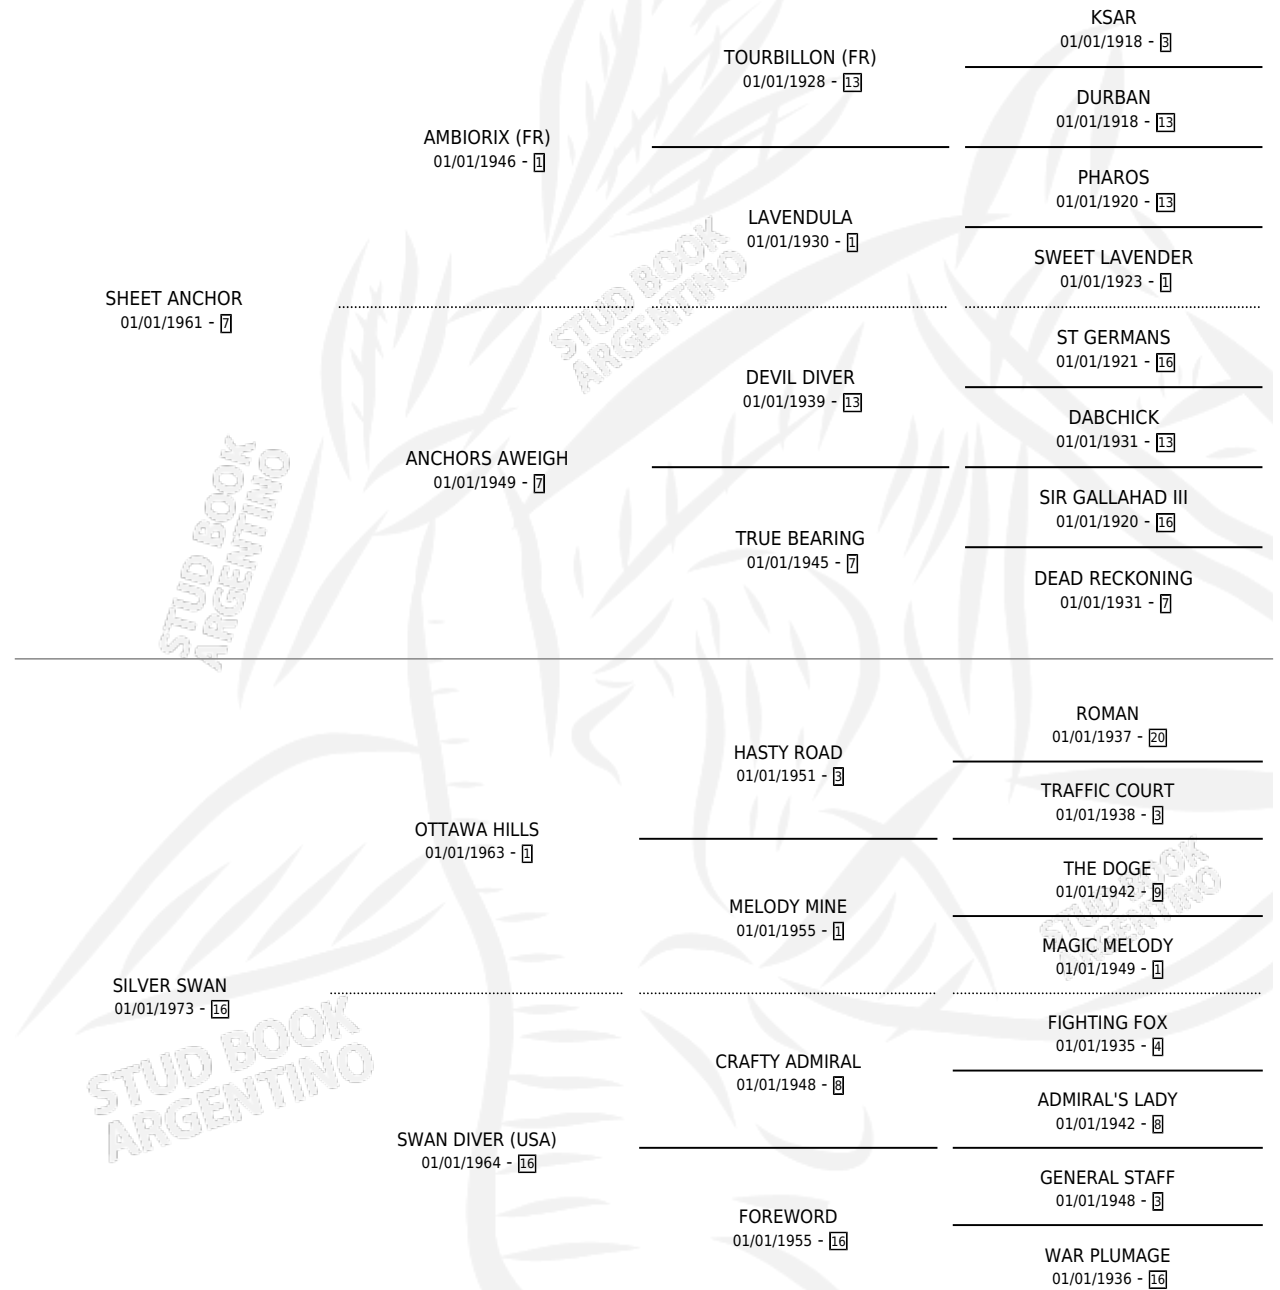 KSAR
01/01/1918 - 3
TOURBILLON (FR)
01/01/1928 - 13
DURBAN
01/01/1918 - 13
AMBIORIX (FR)
01/01/1946 - 1
PHAROS
01/01/1920 - 13
LAVENDULA
01/01/1930 - 1
SWEET LAVENDER
01/01/1923 - 1
SHEET ANCHOR
01/01/1961 - 7
STUD BOOK
ARGENTINO
ST GERMANS
01/01/1921 - 16
DEVIL DIVER
01/01/1939 - 13
DABCHICK
01/01/1931 - 13
ANCHORS AWEIGH
01/01/1949 - 7
SIR GALLAHAD III
01/01/1920 - 16
TRUE BEARING
01/01/1945 - 7
DEAD RECKONING
01/01/1931 - 7
STUD BOOK
ARGENTINO
ROMAN
01/01/1937 - 20
HASTY ROAD
01/01/1951 - 3
TRAFFIC COURT
01/01/1938 - 3
OTTAWA HILLS
01/01/1963 - 1
THE DOGE
01/01/1942 - 9
MELODY MINE
01/01/1955 - 1
MAGIC MELODY
01/01/1949 - 1
STUD BOOK
ARGENTINO
SILVER SWAN
01/01/1973 - 16
FIGHTING FOX
01/01/1935 - 4
CRAFTY ADMIRAL
01/01/1948 - 8
ADMIRAL'S LADY
01/01/1942 - 8
STUD BOOK
ARGENTINO
SWAN DIVER (USA)
01/01/1964 - 16
GENERAL STAFF
01/01/1948 - 3
FOREWORD
01/01/1955 - 16
WAR PLUMAGE
01/01/1936 - 16